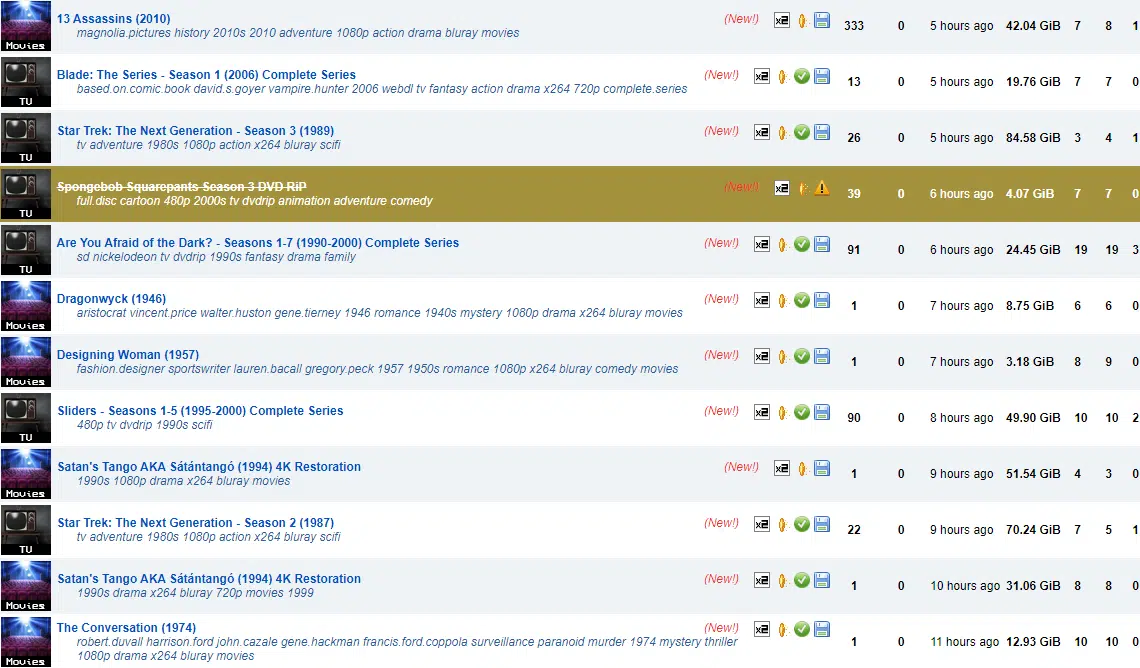 13 Assassins (2010) (New!) x2 333 0 5 hours ago 42.04 GiB 7 8 1
magnolia.pictures history 2010s 2010 adventure 1080p action drama bluray movies
Movies
Blade: The Series - Season 1 (2006) Complete Series (New!) x2 13 0 5 hours ago 19.76 GiB 7 7 0
based.on.comic.book david.s.goyer vampire.hunter 2006 webdl tv fantasy action drama x264 720p complete.series
TV
Star Trek: The Next Generation - Season 3 (1989) (New!) x2 26 0 5 hours ago 84.58 GiB 3 4 1
tv adventure 1980s 1080p action x264 bluray scifi
TV
Spongebob Squarepants Season 3 DVD RiP (New!) x2 39 0 6 hours ago 4.07 GiB 7 7 0
full.disc cartoon 480p 2000s tv dvdrip animation adventure comedy
TV
Are You Afraid of the Dark? - Seasons 1-7 (1990-2000) Complete Series (New!) x2 91 0 6 hours ago 24.45 GiB 19 19 3
sd nickelodeon tv dvdrip 1990s fantasy drama family
TV
Dragonwyck (1946) (New!) x2 1 0 7 hours ago 8.75 GiB 6 6 0
aristocrat vincent.price walter.huston gene.tierney 1946 romance 1940s mystery 1080p drama x264 bluray movies
Movies
Designing Woman (1957) (New!) x2 1 0 7 hours ago 3.18 GiB 8 9 0
fashion.designer sportswriter lauren.bacall gregory.peck 1957 1950s romance 1080p x264 bluray comedy movies
Movies
Sliders - Seasons 1-5 (1995-2000) Complete Series (New!) x2 90 0 8 hours ago 49.90 GiB 10 10 2
480p tv dvdrip 1990s scifi
TV
Satan's Tango AKA Sátántangó (1994) 4K Restoration (New!) x2 1 0 9 hours ago 51.54 GiB 4 3 0
1990s 1080p drama x264 bluray movies
Movies
Star Trek: The Next Generation - Season 2 (1987) (New!) x2 22 0 9 hours ago 70.24 GiB 7 5 1
tv adventure 1980s 1080p action x264 bluray scifi
TV
Satan's Tango AKA Sátántangó (1994) 4K Restoration (New!) x2 1 0 10 hours ago 31.06 GiB 8 8 0
1990s drama x264 bluray 720p movies 1999
Movies
The Conversation (1974) (New!) x2 1 0 11 hours ago 12.93 GiB 10 10 0
robert.duvall harrison.ford john.cazale gene.hackman francis.ford.coppola surveillance paranoid murder 1974 mystery thriller
1080p drama x264 bluray movies
Movies